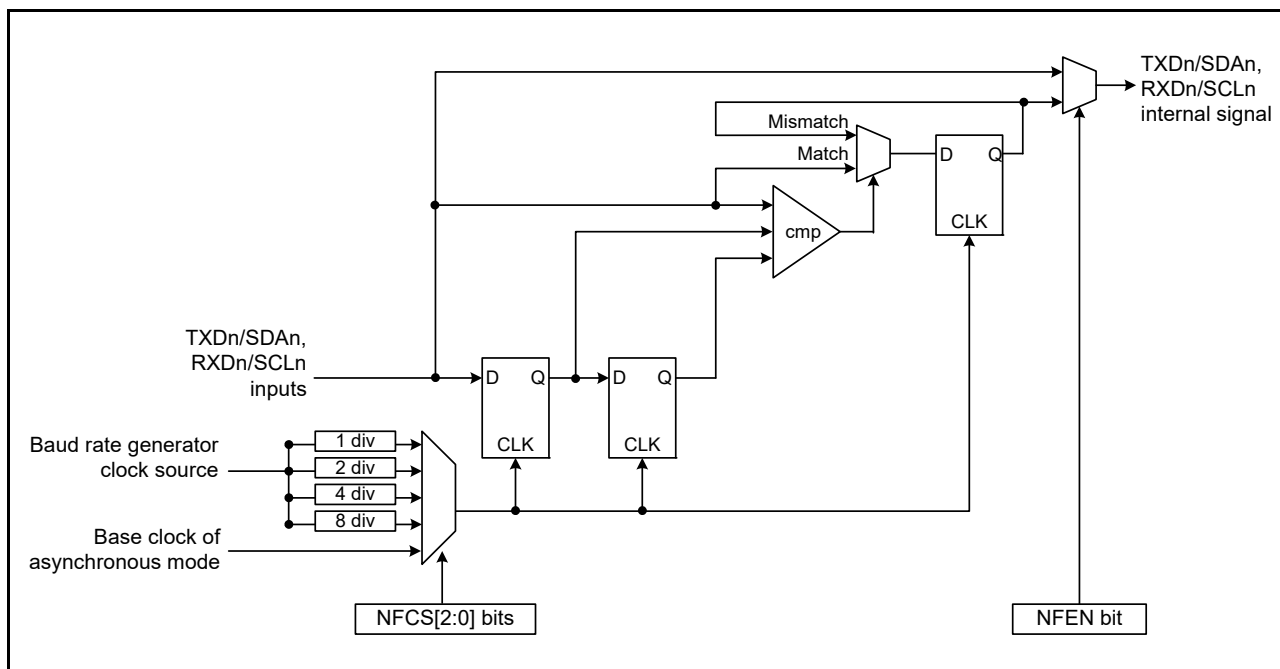 TXDn/SDAn,
RXDn/SCLn
internal signal
Mismatch
Match
D
Q
CLK
cmp
TXDn/SDAn,
RXDn/SCLn
inputs
D
Q
CLK
D
Q
CLK
Baud rate generator
clock source
1 div
2 div
4 div
8 div
Base clock of
asynchronous mode
NFCS[2:0] bits
NFEN bit